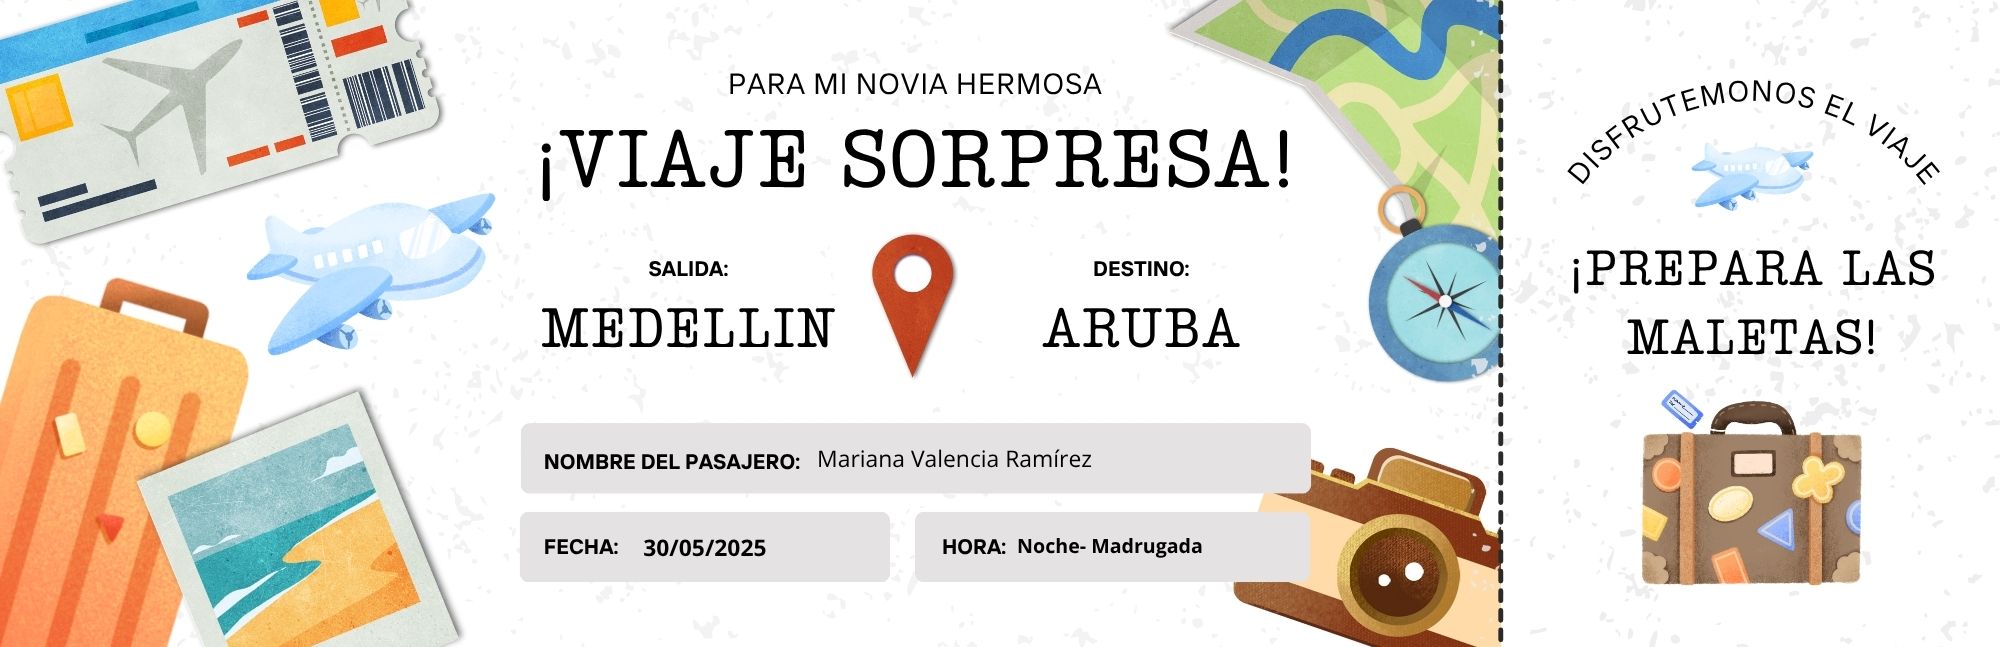 PARA MI NOVIA HERMOSA
¡VIAJE SORPRESA!
SALIDA:
MEDELLIN
DESTINO:
ARUBA
NOMBRE DEL PASAJERO: Mariana Valencia Ramírez
FECHA: 30/05/2025
HORA: Noche- Madrugada
DISFRUTEMONOS EL VIAJE
¡PREPARA LAS
MALETAS!